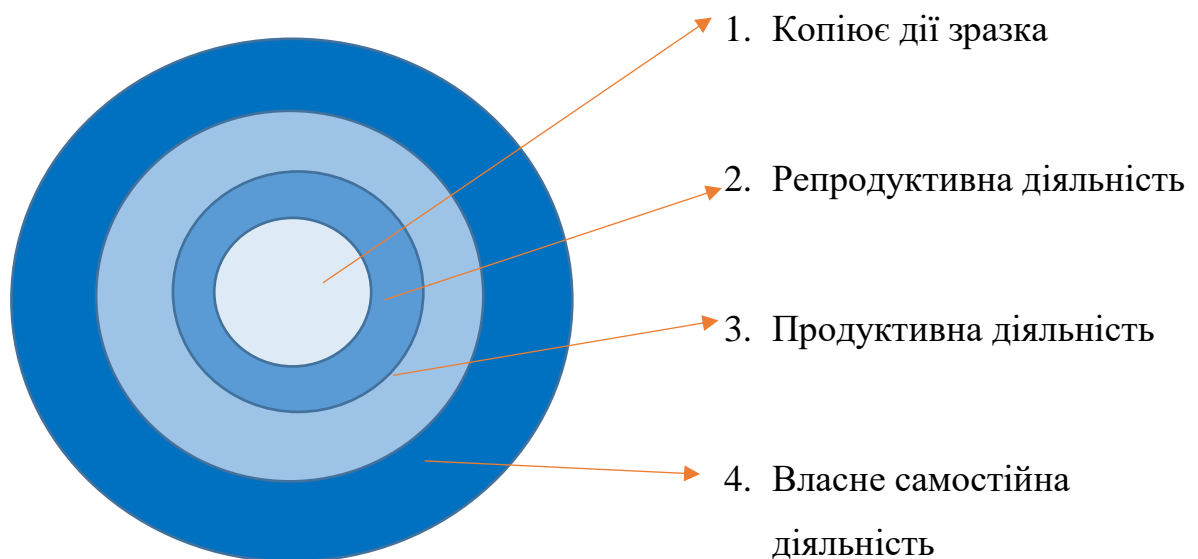 1. Копіює дії зразка
2. Репродуктивна діяльність
3. Продуктивна діяльність
4. Власне самостійна
діяльність